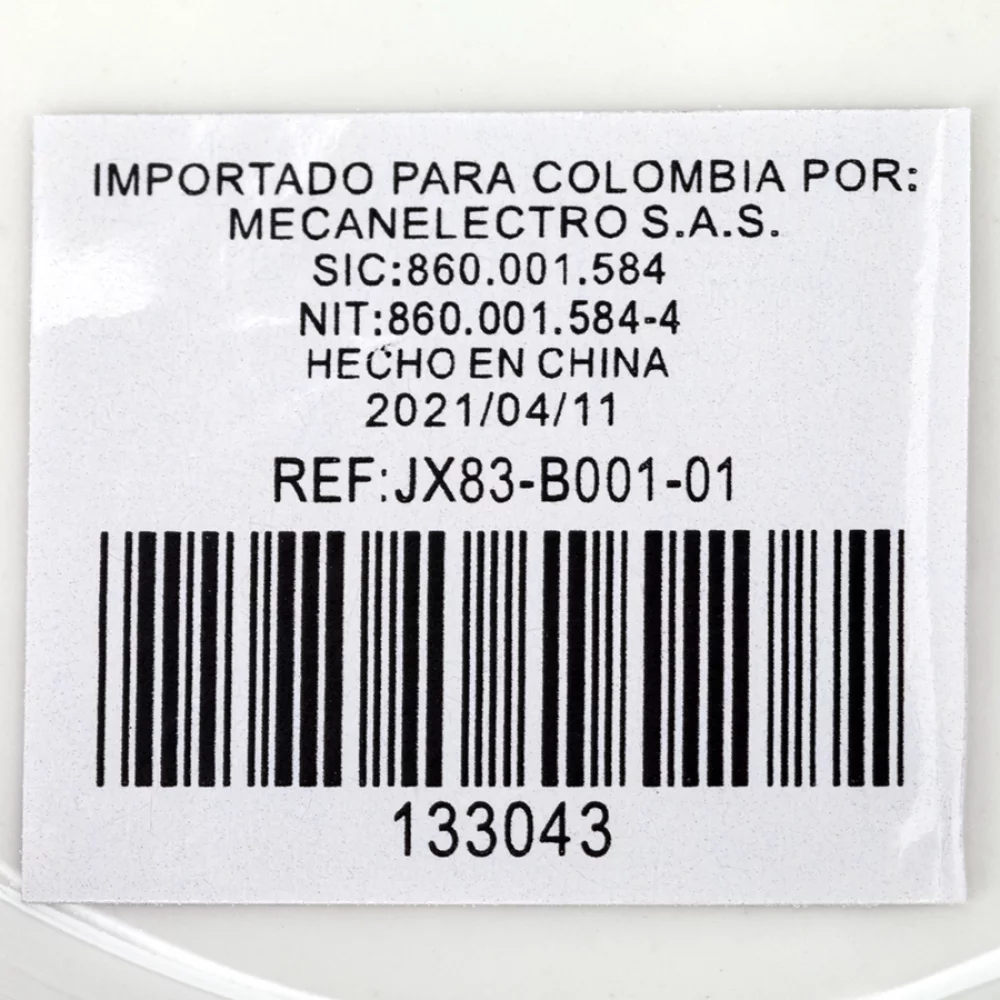 IMPORTADO PARA COLOMBIA POR:
MECANELECTRO S.A.S.
SIC:860.001.584
NIT:860.001.584-4
HECHO EN CHINA
2021/04/11
REF:JX83-B001-01
133043